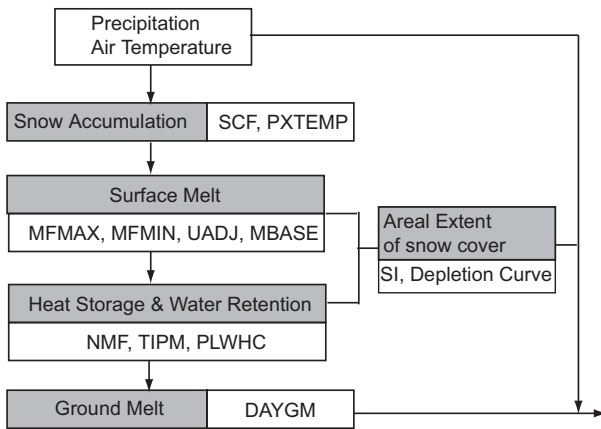 Precipitation
Air Temperature
Snow Accumulation
SCF, PXTEMP
Surface Melt
MFMAX, MFMIN, UADJ, MBASE
Areal Extent
of snow cover
SI, Depletion Curve
Heat Storage & Water Retention
NMF, TIPM, PLWHC
Ground Melt
DAYGM